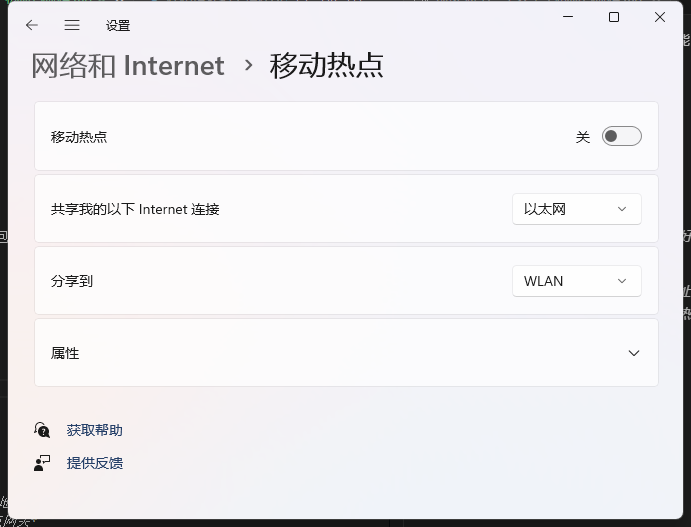 设置
网络和 Internet › 移动热点
移动热点 关
共享我的以下 Internet 连接 以太网
分享到 WLAN
属性
获取帮助
提供反馈